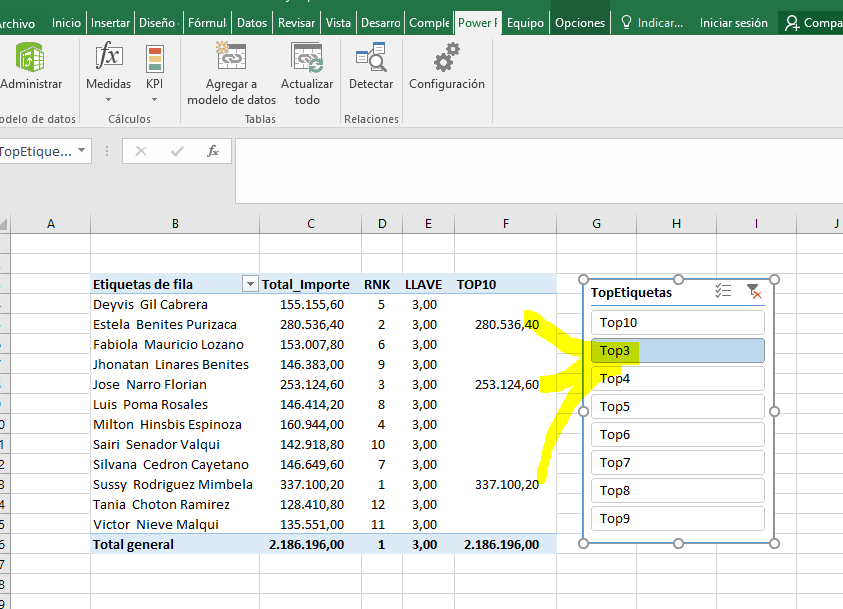 Archivo Inicio Insertar Diseño Fórmul Datos Revisar Vista Desarro Comple Power P Equipo Opciones Indicar... Iniciar sesión Compa
Administrar Medidas KPI Agregar a modelo de datos Actualizar todo Detectar Configuración
odelo de datos Cálculos Tablas Relaciones
TopEtique... fx
A B C D E F G H I J
Etiquetas de fila Total_Importe RNK LLAVE TOP10
Deyvis Gil Cabrera 155.155,60 5 3,00
Estela Benites Purizaca 280.536,40 2 3,00 280.536,40
Fabiola Mauricio Lozano 153.007,80 6 3,00
Jhonatan Linares Benites 146.383,00 9 3,00
Jose Narro Florian 253.124,60 3 3,00 253.124,60
Luis Poma Rosales 146.414,20 8 3,00
Milton Hinsbis Espinoza 160.944,00 4 3,00
Sairi Senador Valqui 142.918,80 10 3,00
Silvana Cedron Cayetano 146.649,60 7 3,00
Sussy Rodriguez Mimbela 337.100,20 1 3,00 337.100,20
Tania Choton Ramirez 128.410,80 12 3,00
Victor Nieve Malqui 135.551,00 11 3,00
Total general 2.186.196,00 1 3,00 2.186.196,00
TopEtiquetas
Top10
Top3
Top4
Top5
Top6
Top7
Top8
Top9